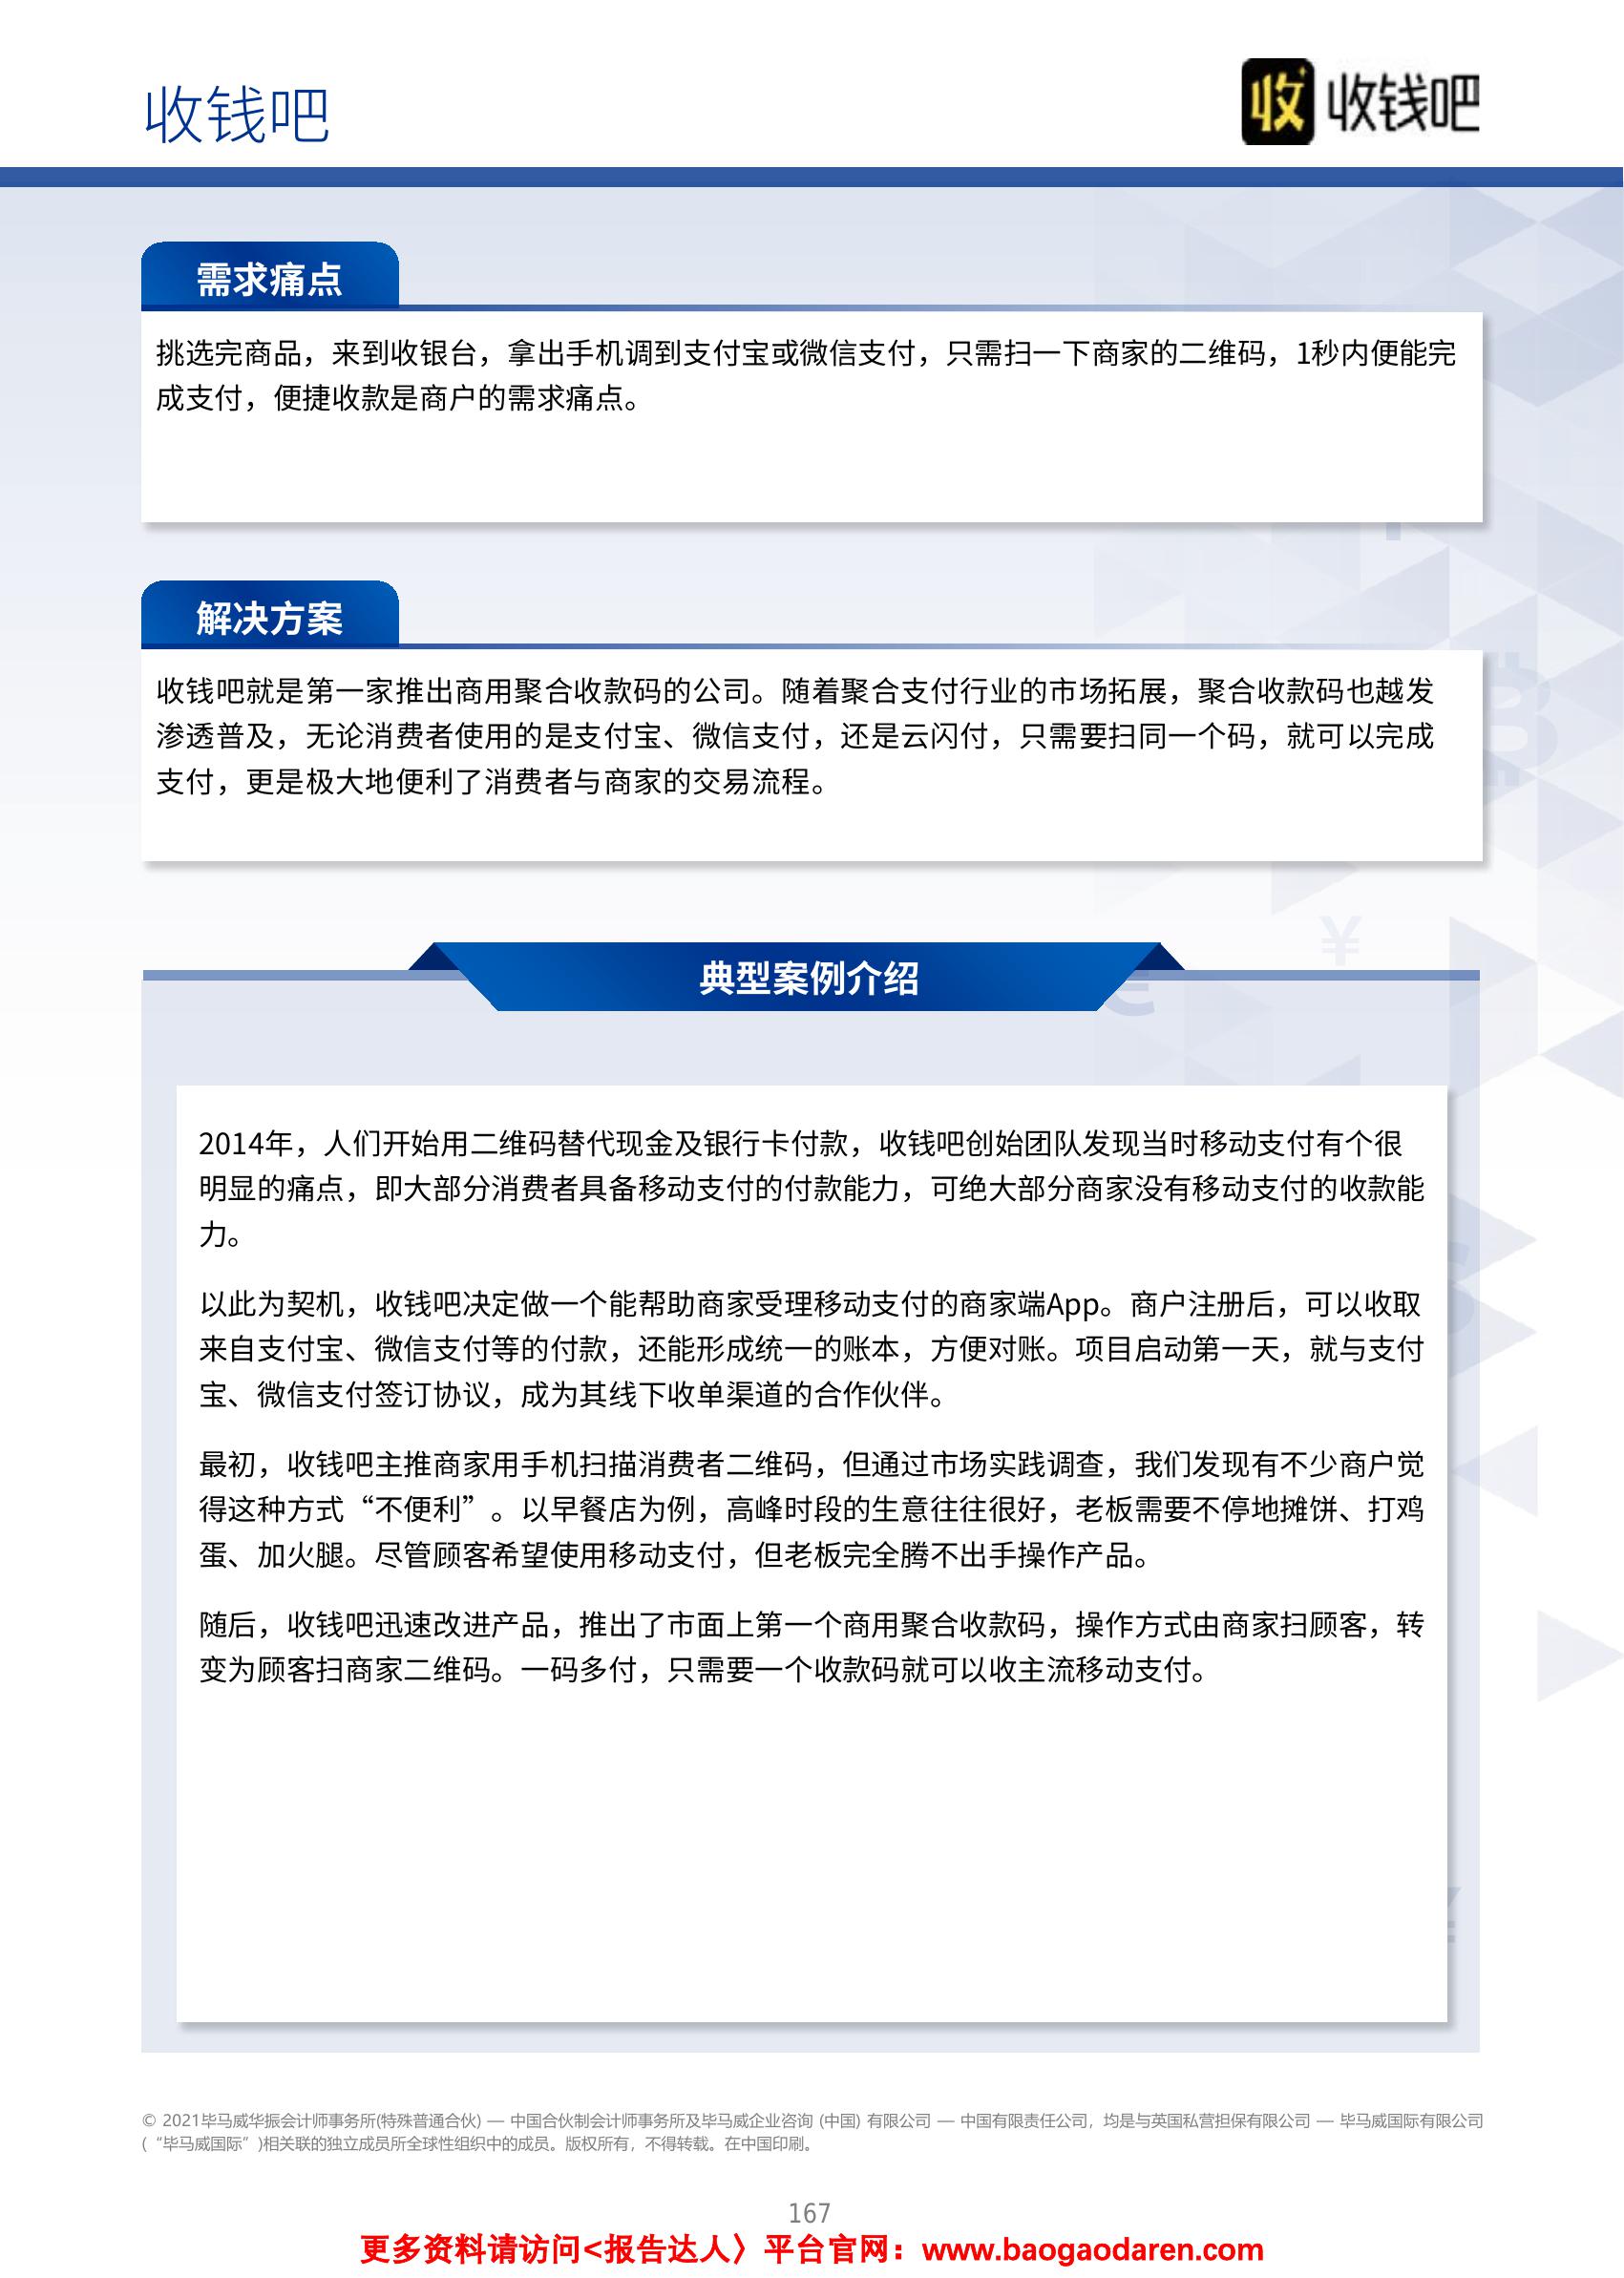 收钱吧
收 收钱吧
需求痛点
挑选完商品，来到收银台，拿出手机调到支付宝或微信支付，只需扫一下商家的二维码，1秒内便能完
成支付，便捷收款是商户的需求痛点。
解决方案
收钱吧就是第一家推出商用聚合收款码的公司。随着聚合支付行业的市场拓展，聚合收款码也越发
渗透普及，无论消费者使用的是支付宝、微信支付，还是云闪付，只需要扫同一个码，就可以完成
支付，更是极大地便利了消费者与商家的交易流程。
典型案例介绍
2014年，人们开始用二维码替代现金及银行卡付款，收钱吧创始团队发现当时移动支付有个很
明显的痛点，即大部分消费者具备移动支付的付款能力，可绝大部分商家没有移动支付的收款能
力。
以此为契机，收钱吧决定做一个能帮助商家受理移动支付的商家端App。商户注册后，可以收取
来自支付宝、微信支付等的付款，还能形成统一的账本，方便对账。项目启动第一天，就与支付
宝、微信支付签订协议，成为其线下收单渠道的合作伙伴。
最初，收钱吧主推商家用手机扫描消费者二维码，但通过市场实践调查，我们发现有不少商户觉
得这种方式“不便利”。以早餐店为例，高峰时段的生意往往很好，老板需要不停地摊饼、打鸡
蛋、加火腿。尽管顾客希望使用移动支付，但老板完全腾不出手操作产品。
随后，收钱吧迅速改进产品，推出了市面上第一个商用聚合收款码，操作方式由商家扫顾客，转
变为顾客扫商家二维码。一码多付，只需要一个收款码就可以收主流移动支付。
© 2021毕马威华振会计师事务所(特殊普通合伙) — 中国合伙制会计师事务所及毕马威企业咨询 (中国) 有限公司 — 中国有限责任公司，均是与英国私营担保有限公司 — 毕马威国际有限公司
(“毕马威国际”)相关联的独立成员所全球性组织中的成员。版权所有，不得转载。在中国印刷。
167
更多资料请访问<报告达人〉平台官网：www.baogaodaren.com